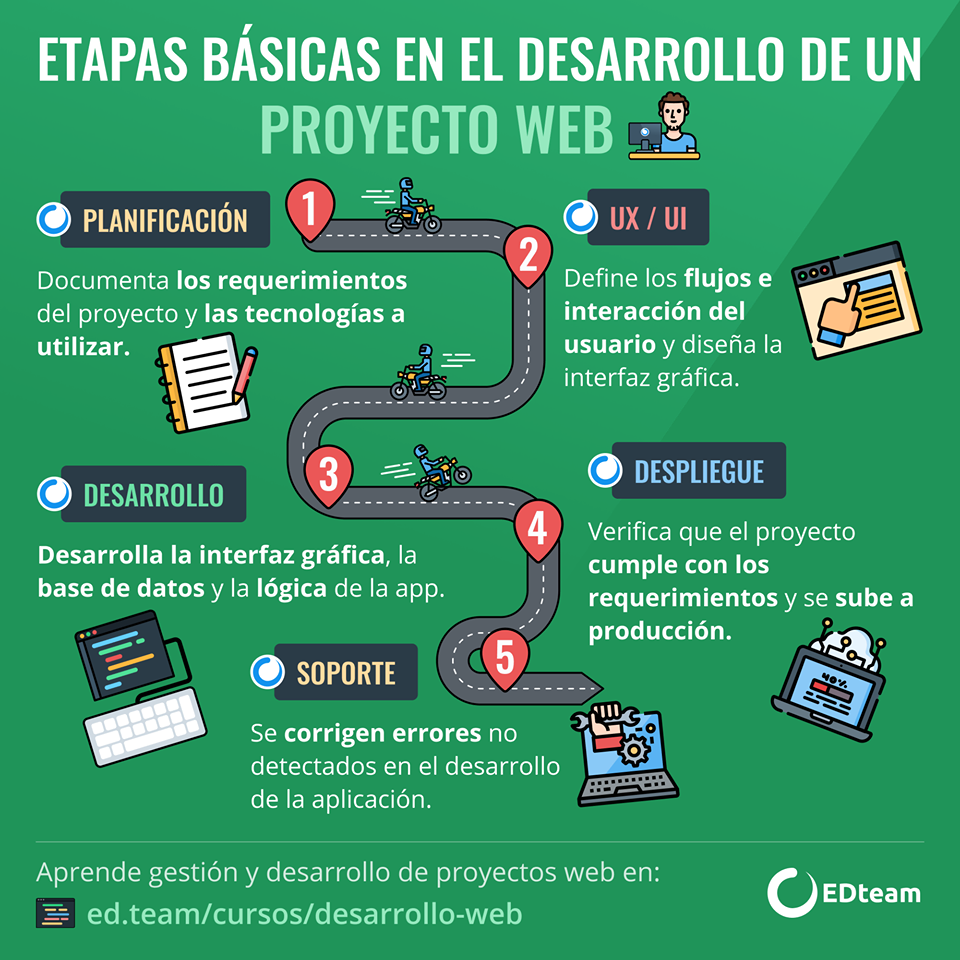 ETAPAS BÁSICAS EN EL DESARROLLO DE UN
PROYECTO WEB
1
PLANIFICACIÓN
Documenta los requerimientos
del proyecto y las tecnologías a
utilizar.
2
UX / UI
Define los flujos e
interacción del
usuario y diseña la
interfaz gráfica.
3
DESARROLLO
Desarrolla la interfaz gráfica, la
base de datos y la lógica de la app.
4
DESPLIEGUE
Verifica que el proyecto
cumple con los
requerimientos y se sube a
producción.
40%
5
SOPORTE
Se corrigen errores no
detectados en el desarrollo
de la aplicación.
Aprende gestión y desarrollo de proyectos web en:
ed.team/cursos/desarrollo-web
EDteam